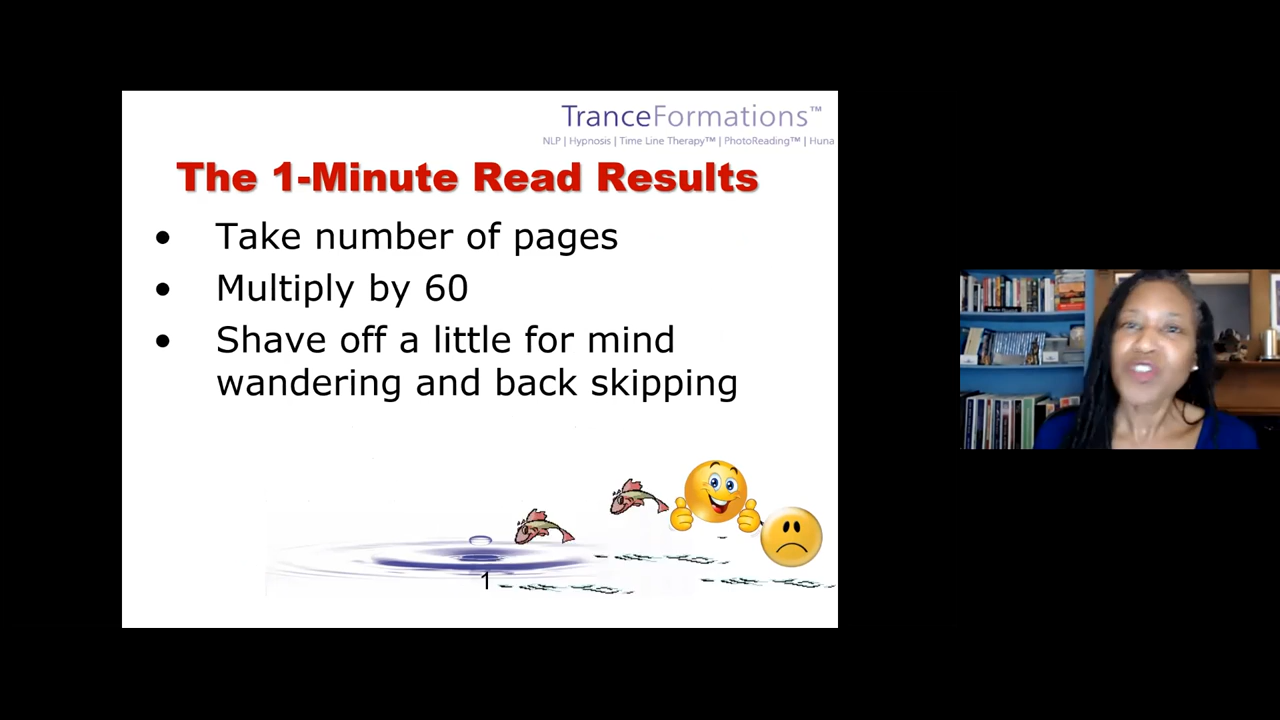 TranceFormations™
NLP | Hypnosis | Time Line Therapy™ | PhotoReading™ | Huna
The 1-Minute Read Results
• Take number of pages
• Multiply by 60
• Shave off a little for mind
wandering and back skipping
1